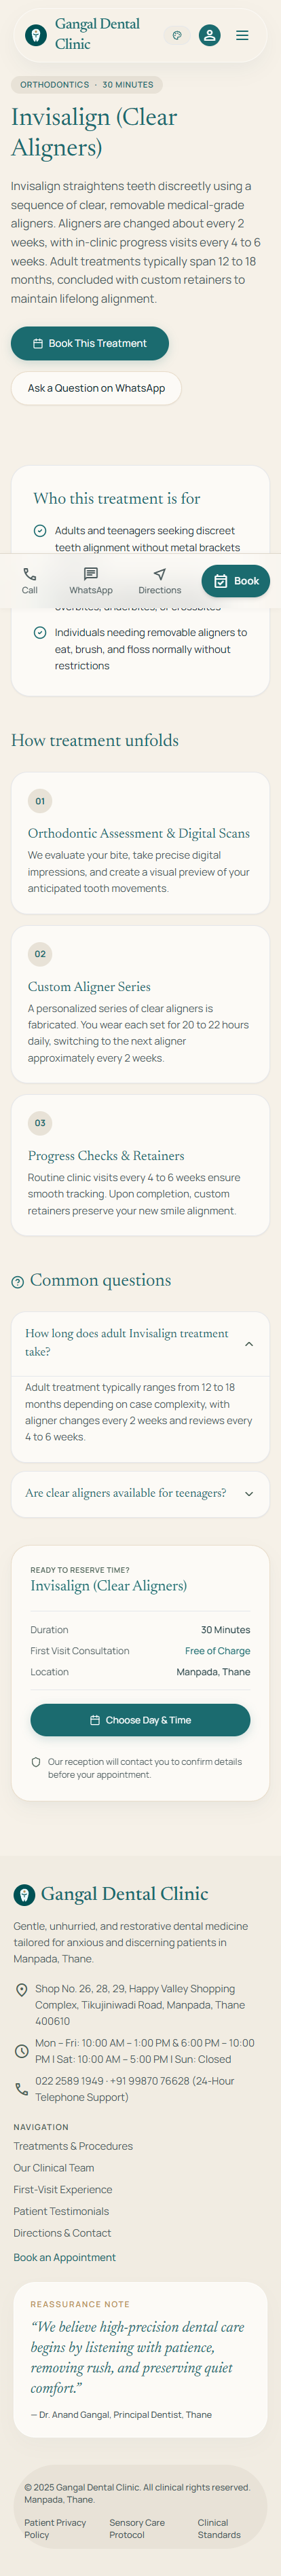 Gangal Dental
Clinic
ORTHODONTICS · 30 MINUTES
Invisalign (Clear
Aligners)
Invisalign straightens teeth discreetly using a
sequence of clear, removable medical-grade
aligners. Aligners are changed about every 2
weeks, with in-clinic progress visits every 4 to 6
weeks. Adult treatments typically span 12 to 18
months, concluded with custom retainers to
maintain lifelong alignment.
Book This Treatment
Ask a Question on WhatsApp
Who this treatment is for
Adults and teenagers seeking discreet
teeth alignment without metal brackets
Call
WhatsApp
Directions
Book
overbites, underbites, or crossbites
Individuals needing removable aligners to
eat, brush, and floss normally without
restrictions
How treatment unfolds
01
Orthodontic Assessment & Digital Scans
We evaluate your bite, take precise digital
impressions, and create a visual preview of your
anticipated tooth movements.
02
Custom Aligner Series
A personalized series of clear aligners is
fabricated. You wear each set for 20 to 22 hours
daily, switching to the next aligner
approximately every 2 weeks.
03
Progress Checks & Retainers
Routine clinic visits every 4 to 6 weeks ensure
smooth tracking. Upon completion, custom
retainers preserve your new smile alignment.
Common questions
How long does adult Invisalign treatment
take?
Adult treatment typically ranges from 12 to 18
months depending on case complexity, with
aligner changes every 2 weeks and reviews every
4 to 6 weeks.
Are clear aligners available for teenagers?
READY TO RESERVE TIME?
Invisalign (Clear Aligners)
Duration 30 Minutes
First Visit Consultation Free of Charge
Location Manpada, Thane
Choose Day & Time
Our reception will contact you to confirm details
before your appointment.
Gangal Dental Clinic
Gentle, unhurried, and restorative dental medicine
tailored for anxious and discerning patients in
Manpada, Thane.
Shop No. 26, 28, 29, Happy Valley Shopping
Complex, Tikujiniwadi Road, Manpada, Thane
400610
Mon – Fri: 10:00 AM – 1:00 PM & 6:00 PM – 10:00
PM | Sat: 10:00 AM – 5:00 PM | Sun: Closed
022 2589 1949 · +91 99870 76628 (24-Hour
Telephone Support)
NAVIGATION
Treatments & Procedures
Our Clinical Team
First-Visit Experience
Patient Testimonials
Directions & Contact
Book an Appointment
REASSURANCE NOTE
“We believe high-precision dental care
begins by listening with patience,
removing rush, and preserving quiet
comfort.”
— Dr. Anand Gangal, Principal Dentist, Thane
© 2025 Gangal Dental Clinic. All clinical rights reserved.
Manpada, Thane.
Patient Privacy
Policy
Sensory Care
Protocol
Clinical
Standards